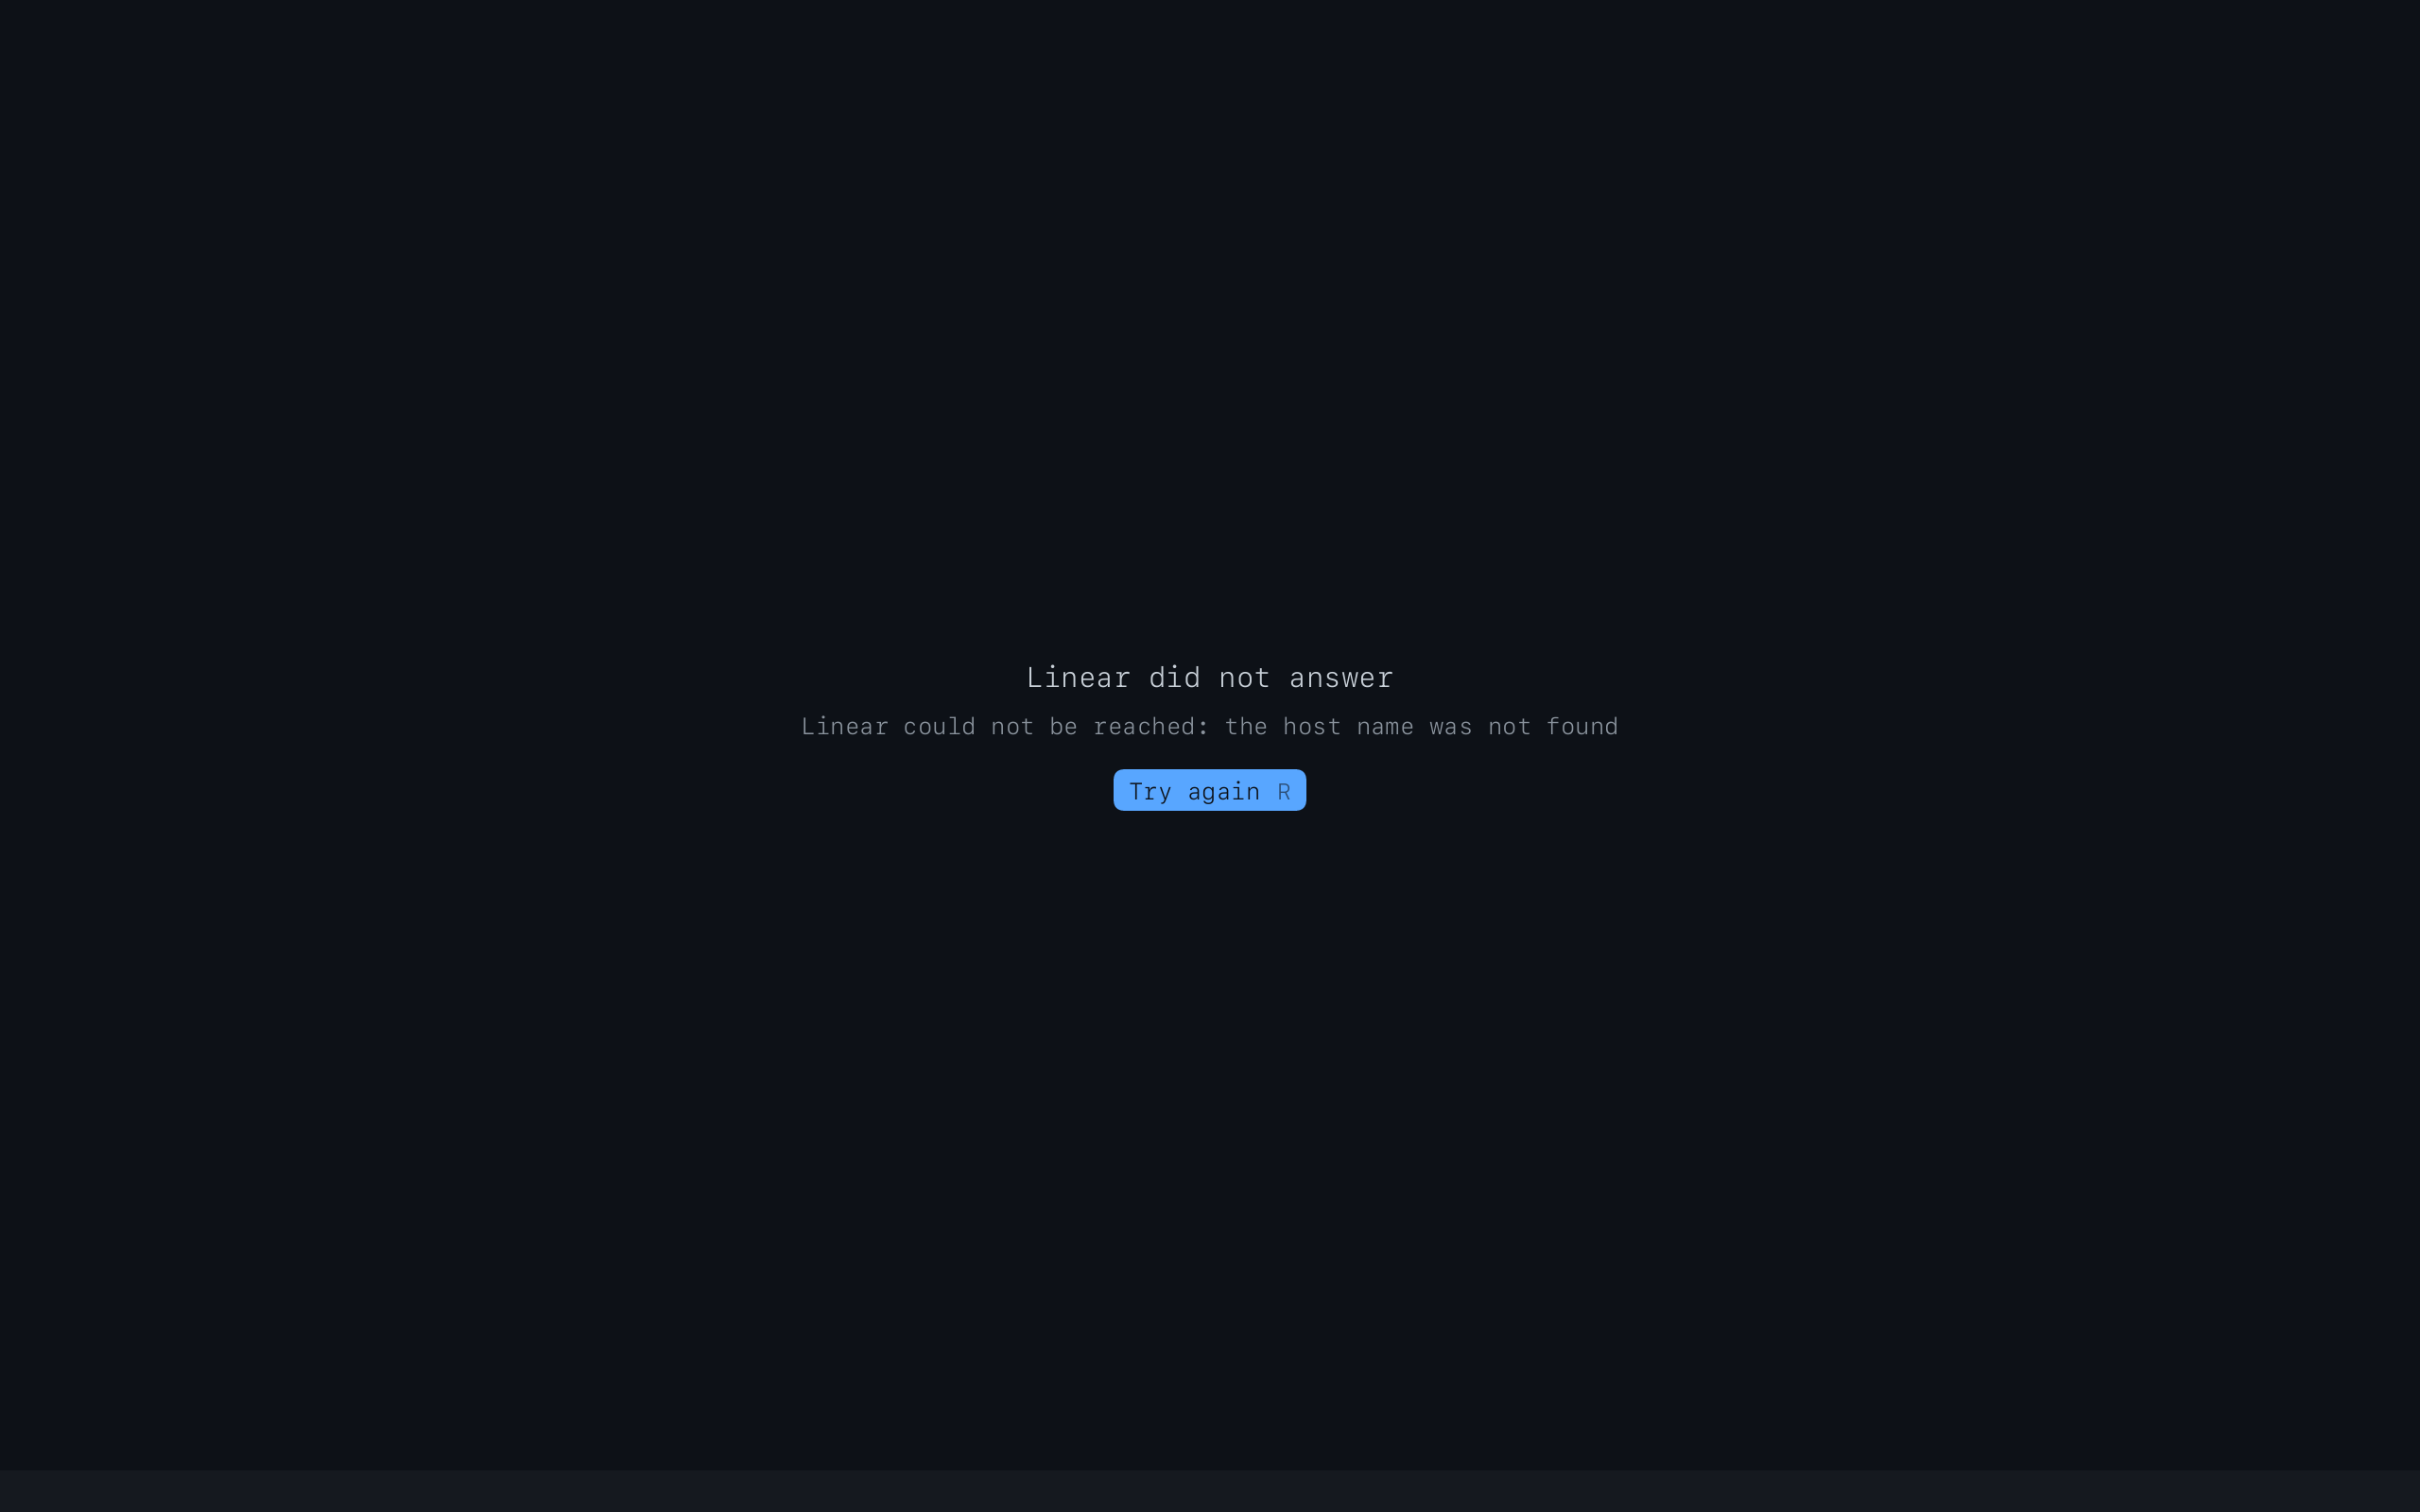 Linear did not answer
Linear could not be reached: the host name was not found
Try again R